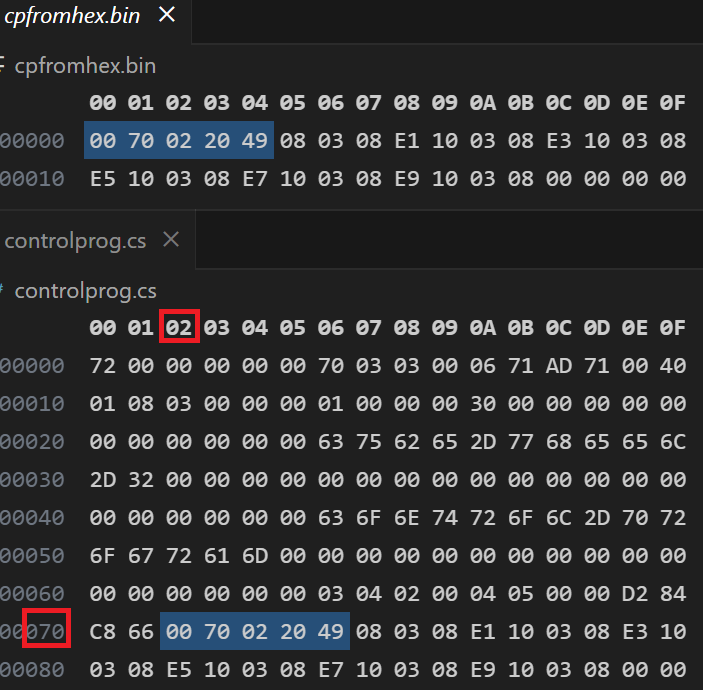 cpfromhex.bin ×
cpfromhex.bin
00 01 02 03 04 05 06 07 08 09 0A 0B 0C 0D 0E 0F
00000 00 70 02 20 49 08 03 08 E1 10 03 08 E3 10 03 08
00010 E5 10 03 08 E7 10 03 08 E9 10 03 08 00 00 00 00
controlprog.cs ×
controlprog.cs
00 01 02 03 04 05 06 07 08 09 0A 0B 0C 0D 0E 0F
00000 72 00 00 00 00 00 70 03 03 00 06 71 AD 71 00 40
00010 01 08 03 00 00 00 01 00 00 00 30 00 00 00 00 00
00020 00 00 00 00 00 00 63 75 62 65 2D 77 68 65 65 6C
00030 2D 32 00 00 00 00 00 00 00 00 00 00 00 00 00 00
00040 00 00 00 00 00 00 63 6F 6E 74 72 6F 6C 2D 70 72
00050 6F 67 72 61 6D 00 00 00 00 00 00 00 00 00 00 00
00060 00 00 00 00 00 00 03 04 02 00 04 05 00 00 D2 84
00070 C8 66 00 70 02 20 49 08 03 08 E1 10 03 08 E3 10
00080 03 08 E5 10 03 08 E7 10 03 08 E9 10 03 08 00 00